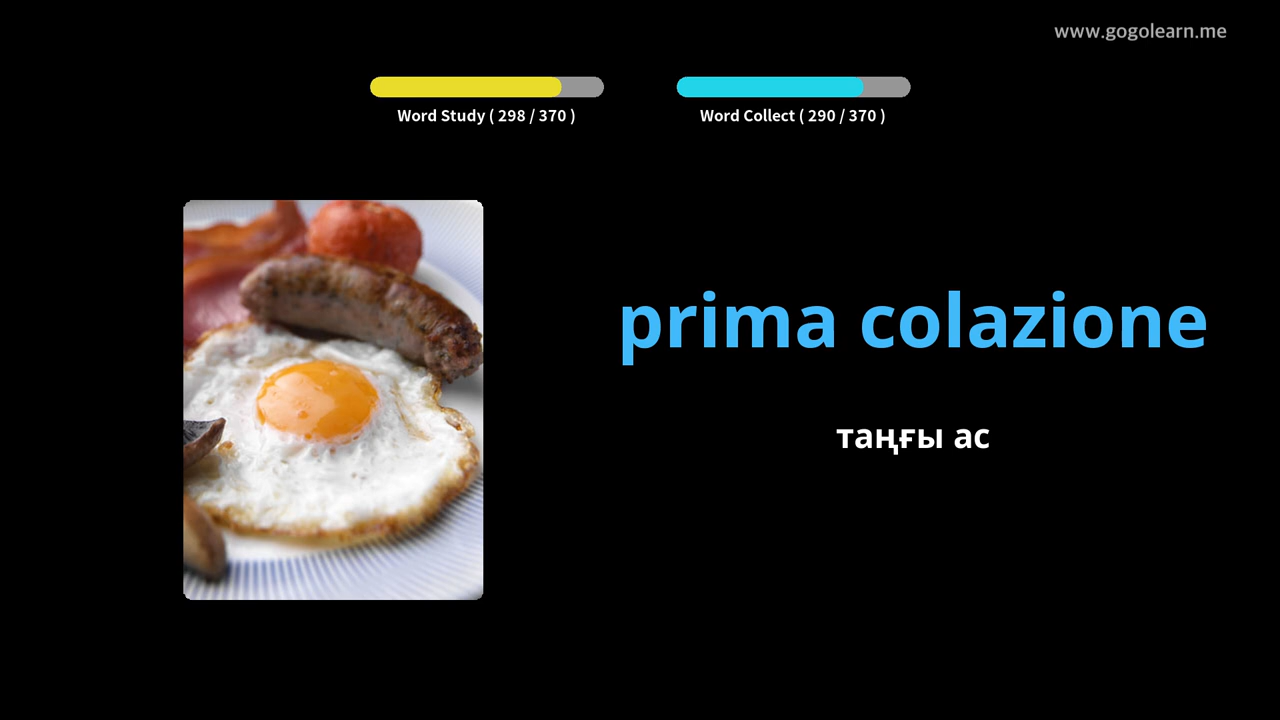 www.gogolearn.me
Word Study ( 298 / 370 )
Word Collect ( 290 / 370 )
prima colazione
таңғы ас